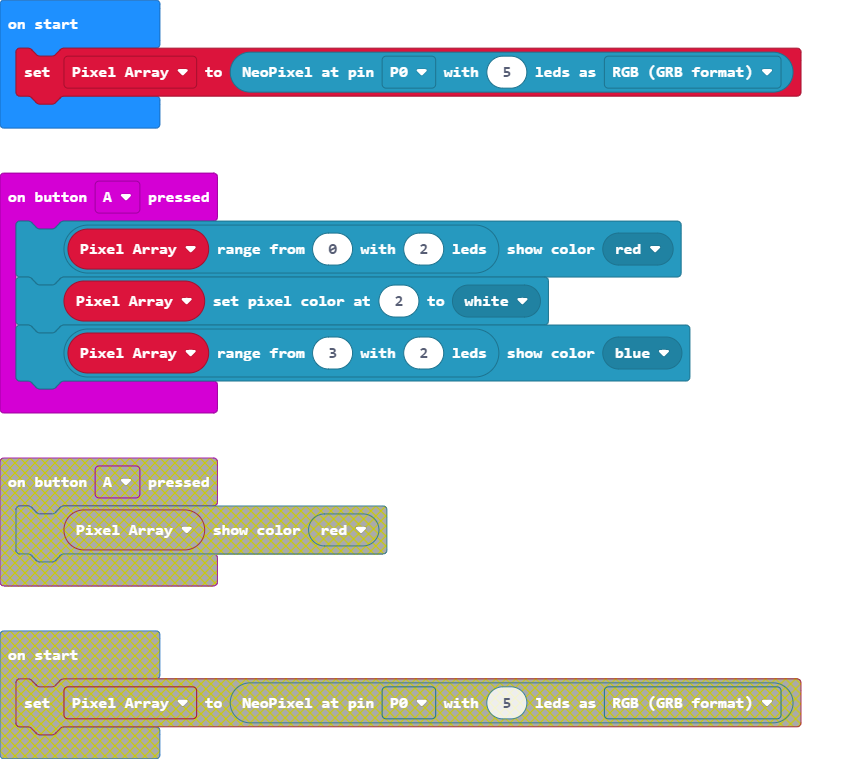 on start
set Pixel Array to NeoPixel at pin P0 with 5 leds as RGB (GRB format)
on button A pressed
Pixel Array range from 0 with 2 leds show color red
Pixel Array set pixel color at 2 to white
Pixel Array range from 3 with 2 leds show color blue
on button A pressed
Pixel Array show color red
on start
set Pixel Array to NeoPixel at pin P0 with 5 leds as RGB (GRB format)